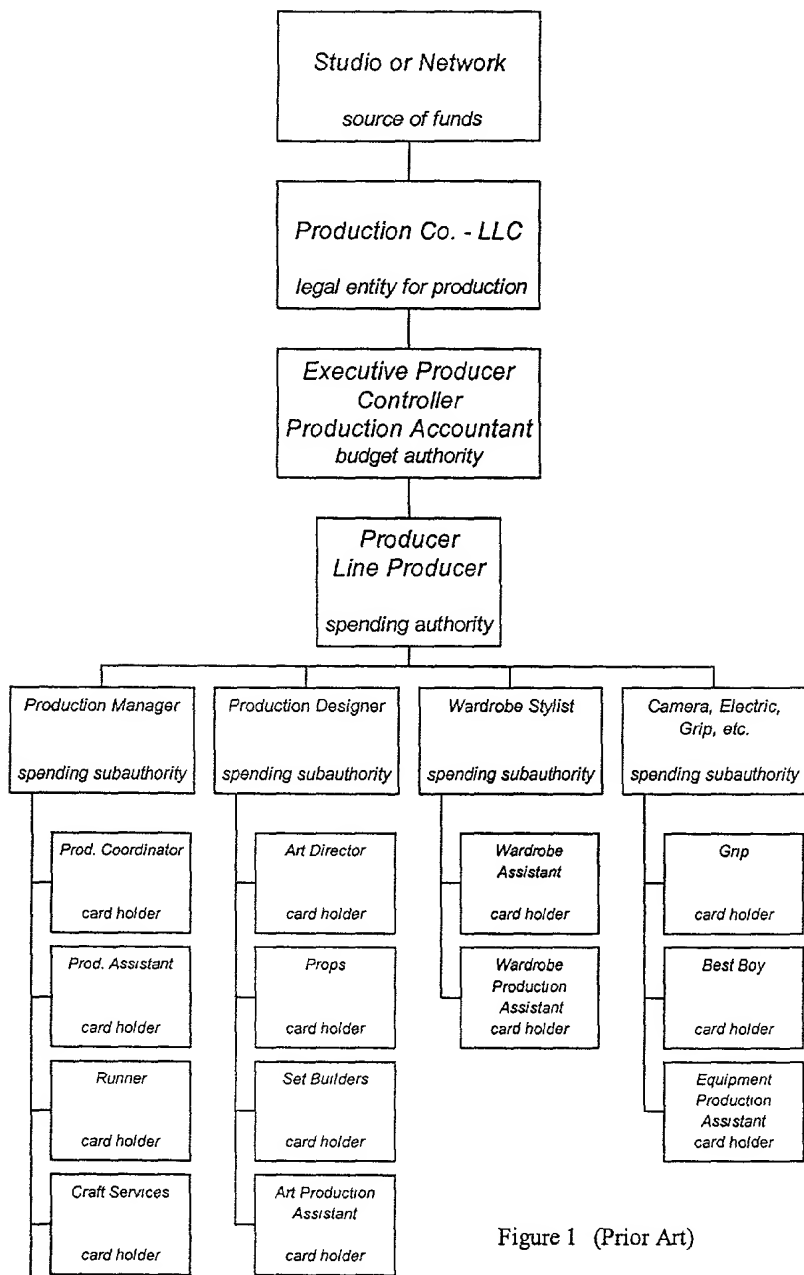 Studio or Network
source of funds
Production Co. - LLC
legal entity for production
Executive Producer
Controller
Production Accountant
budget authority
Producer
Line Producer
spending authority
Production Manager
spending subauthority
Prod. Coordinator
card holder
Prod. Assistant
card holder
Runner
card holder
Craft Services
card holder
Production Designer
spending subauthority
Art Director
card holder
Props
card holder
Set Builders
card holder
Art Production
Assistant
card holder
Wardrobe Stylist
spending subauthority
Wardrobe
Assistant
card holder
Wardrobe
Production
Assistant
card holder
Camera, Electric,
Grip, etc.
spending subauthority
Grip
card holder
Best Boy
card holder
Equipment
Production
Assistant
card holder
Figure 1 (Prior Art)